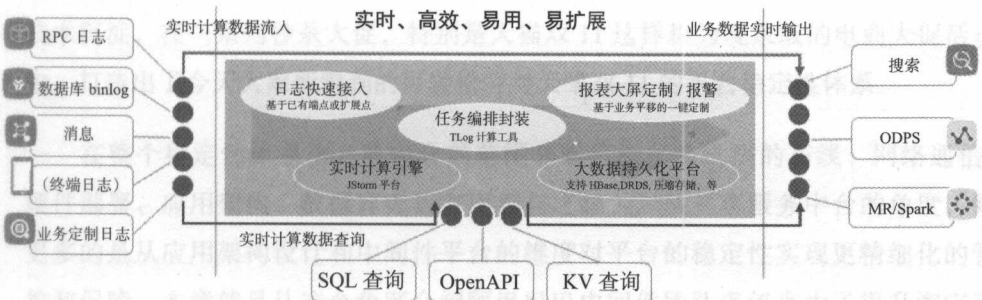 实时、高效、易用、易扩展
实时计算数据流入
业务数据实时输出
RPC 日志
数据库 binlog
消息
（终端日志）
业务定制日志
日志快速接入
基于已有端点或扩展点
报表大屏定制 / 报警
基于业务平移的一键定制
任务编排封装
TLog 计算工具
实时计算引擎
JStorm 平台
大数据持久化平台
支持 HBase,DRDS, 压缩存储，等
搜索
ODPS
MR/Spark
实时计算数据查询
SQL 查询
OpenAPI
KV 查询